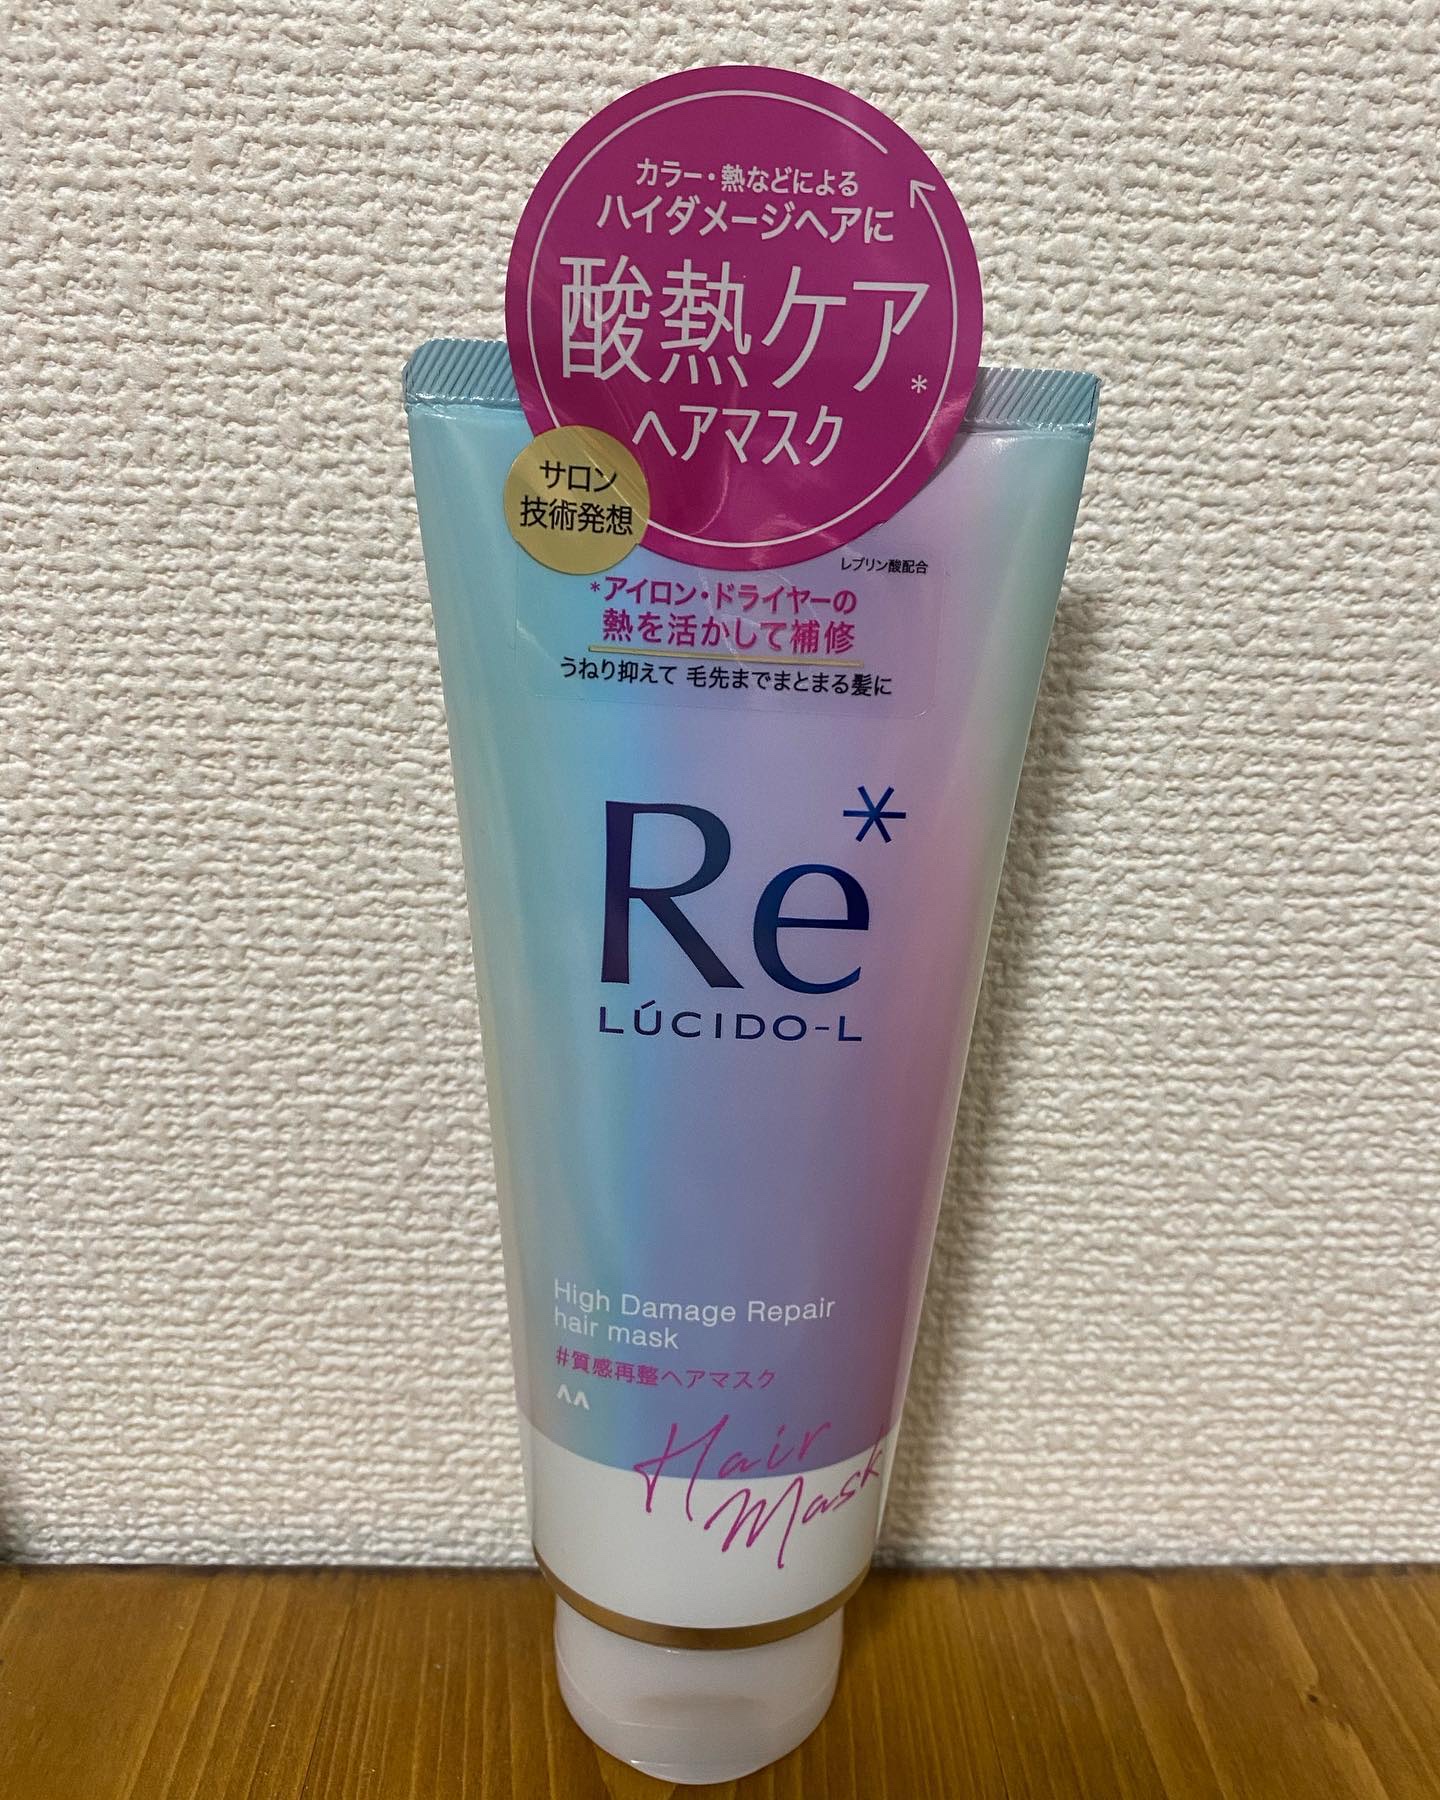 カラー・熱などによる
ハイダメージヘアに
酸熱ケア*
ヘアマスク
サロン
技術発想
レブリン酸配合
*アイロン・ドライヤーの
熱を活かして補修
うねり抑えて 毛先までまとまる髪に
Re*
LÚCIDO-L
High Damage Repair
hair mask
#質感再整ヘアマスク
Hair
Mask